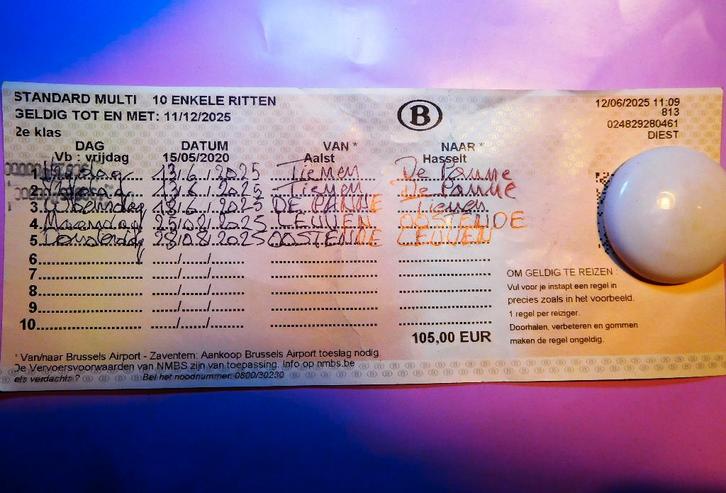 STANDARD MULTI 10 ENKELE RITTEN
GELDIG TOT EN MET: 11/12/2025
2e klas
B
12/06/2025 11:09
813
024829280461
DIEST
DAG DATUM VAN * NAAR *
Vb : vrijdag 15/05/2020 Aalst Hasselt
1. Vrijdag 13.6.2025 Tienen De Panne
2. 13.6.2025 Tienen De Panne
3. 18.6.2025 DE PANNE Tienen
4. Maandag 25/08/2025 LEUVEN OOSTENDE
5. Donderdag 28/08/2025 OOSTENDE LEUVEN
6. ....../....../......
7. ....../....../......
8. ....../....../......
9. ....../....../......
10. ....../....../......
105,00 EUR
OM GELDIG TE REIZEN :
Vul voor je instapt een regel in
precies zoals in het voorbeeld.
1 regel per reiziger.
Doorhalen, verbeteren en gommen
maken de regel ongeldig.
* Van/naar Brussels Airport - Zaventem: Aankoop Brussels Airport toeslag nodig.
De Vervoersvoorwaarden van NMBS zijn van toepassing. Info op nmbs.be
Iets verdachts ? Bel het noodnummer: 0800/30230